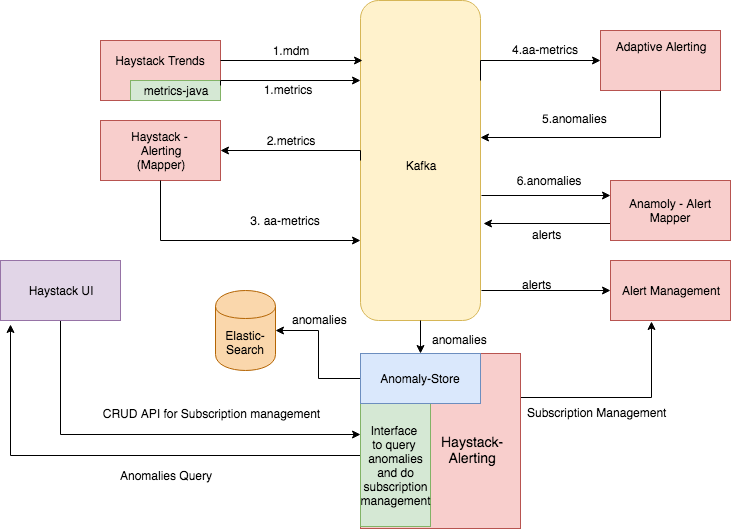 Haystack Trends
metrics-java
1.mdm
1.metrics
4.aa-metrics
Adaptive Alerting
5.anomalies
Haystack -
Alerting
(Mapper)
2.metrics
Kafka
6.anomalies
Anamoly - Alert
Mapper
alerts
3. aa-metrics
Haystack UI
alerts
Alert Management
anomalies
Elastic-
Search
anomalies
Anomaly-Store
CRUD API for Subscription management
Subscription Management
Interface
to query
anomalies
and do
subscription
management
Haystack-
Alerting
Anomalies Query